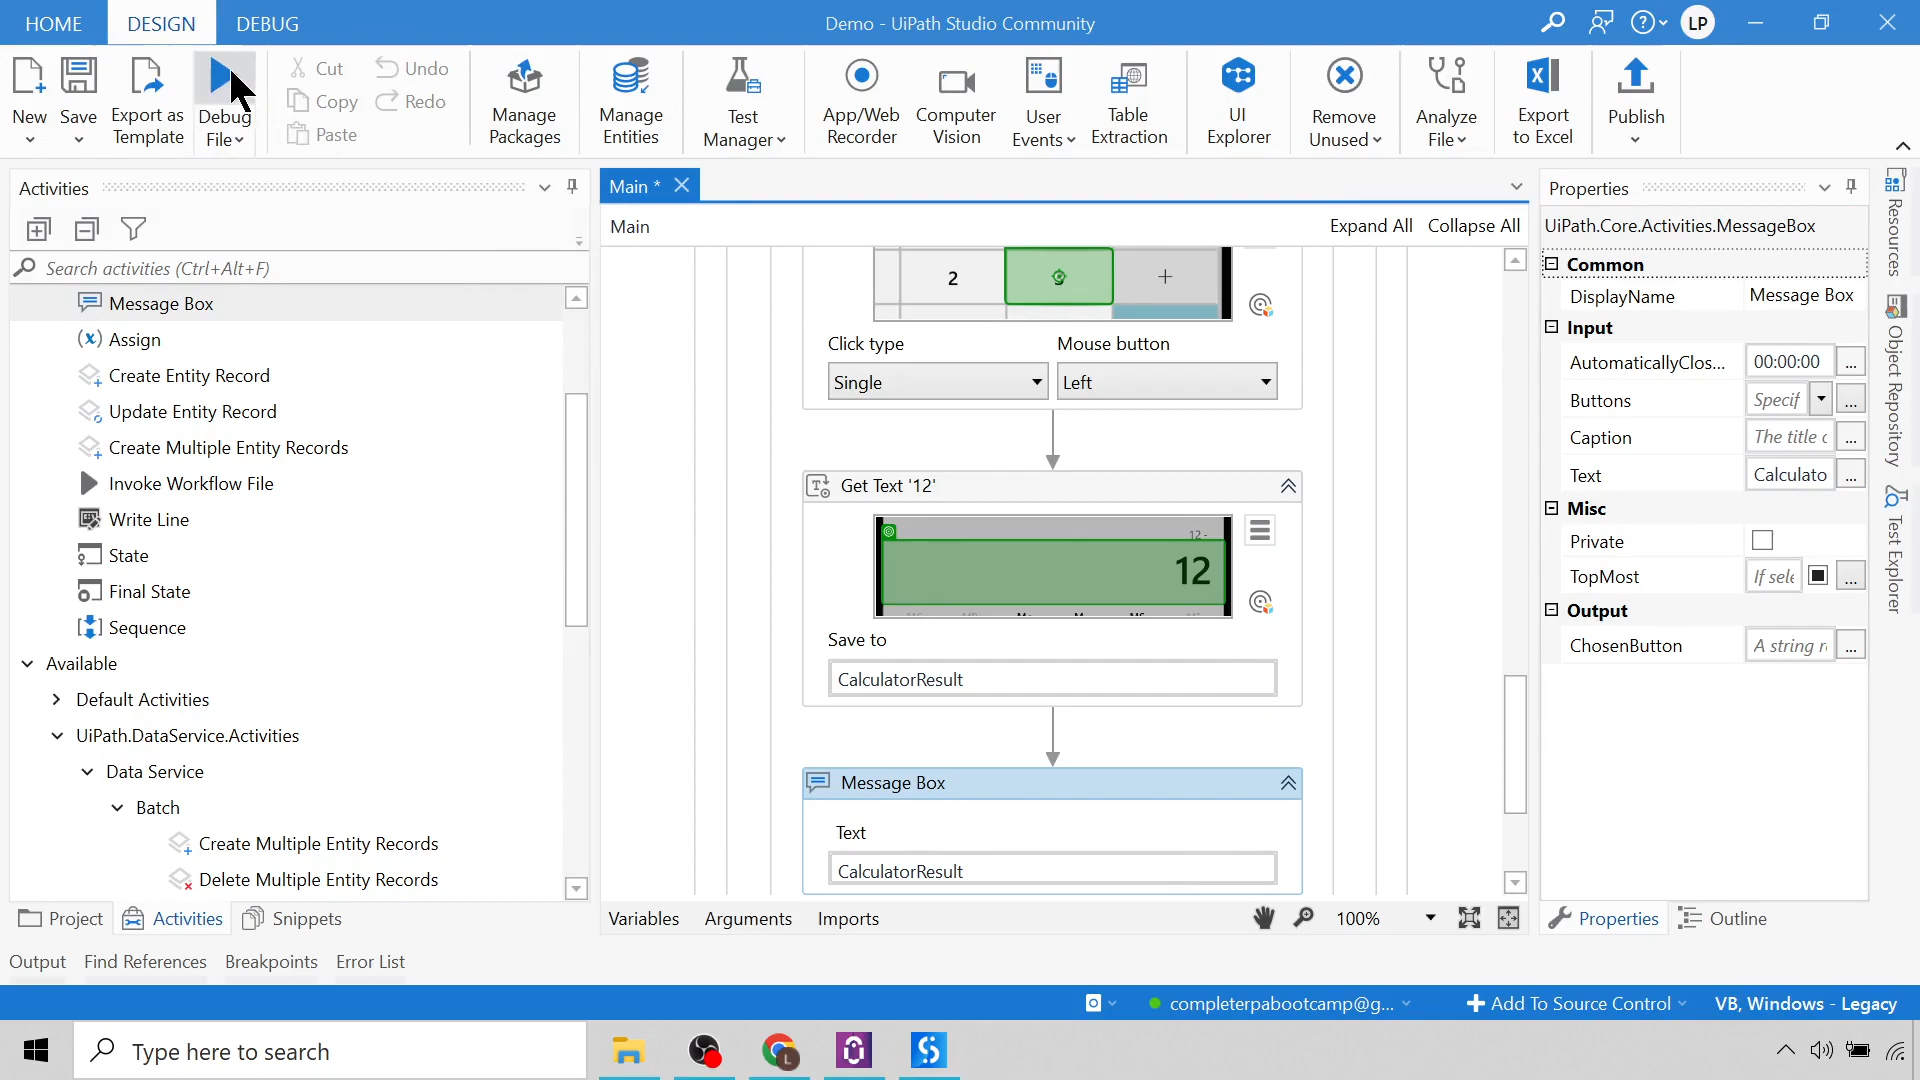 HOME DESIGN DEBUG Demo - UiPath Studio Community LP
New Save Export as Template Debug File Cut Copy Paste Undo Redo Manage Packages Manage Entities Test Manager App/Web Recorder Computer Vision User Events Table Extraction UI Explorer Remove Unused Analyze File Export to Excel Publish
Activities
Search activities (Ctrl+Alt+F)
Message Box
Assign
Create Entity Record
Update Entity Record
Create Multiple Entity Records
Invoke Workflow File
Write Line
State
Final State
Sequence
Available
Default Activities
UiPath.DataService.Activities
Data Service
Batch
Create Multiple Entity Records
Delete Multiple Entity Records
Project Activities Snippets
Main *
Main Expand All Collapse All
2 9 +
Click type Mouse button
Single Left
Get Text '12'
12 -
12
Save to
CalculatorResult
Message Box
Text
CalculatorResult
Variables Arguments Imports 100%
Properties
UiPath.Core.Activities.MessageBox
Common
DisplayName Message Box
Input
AutomaticallyClos... 00:00:00 ...
Buttons Specif ...
Caption The title c ...
Text Calculato ...
Misc
Private
TopMost If sele ...
Output
ChosenButton A string r ...
Properties Outline
Resources
Object Repository
Test Explorer
Output Find References Breakpoints Error List
completerpabootcamp@g... Add To Source Control VB, Windows - Legacy
Type here to search L